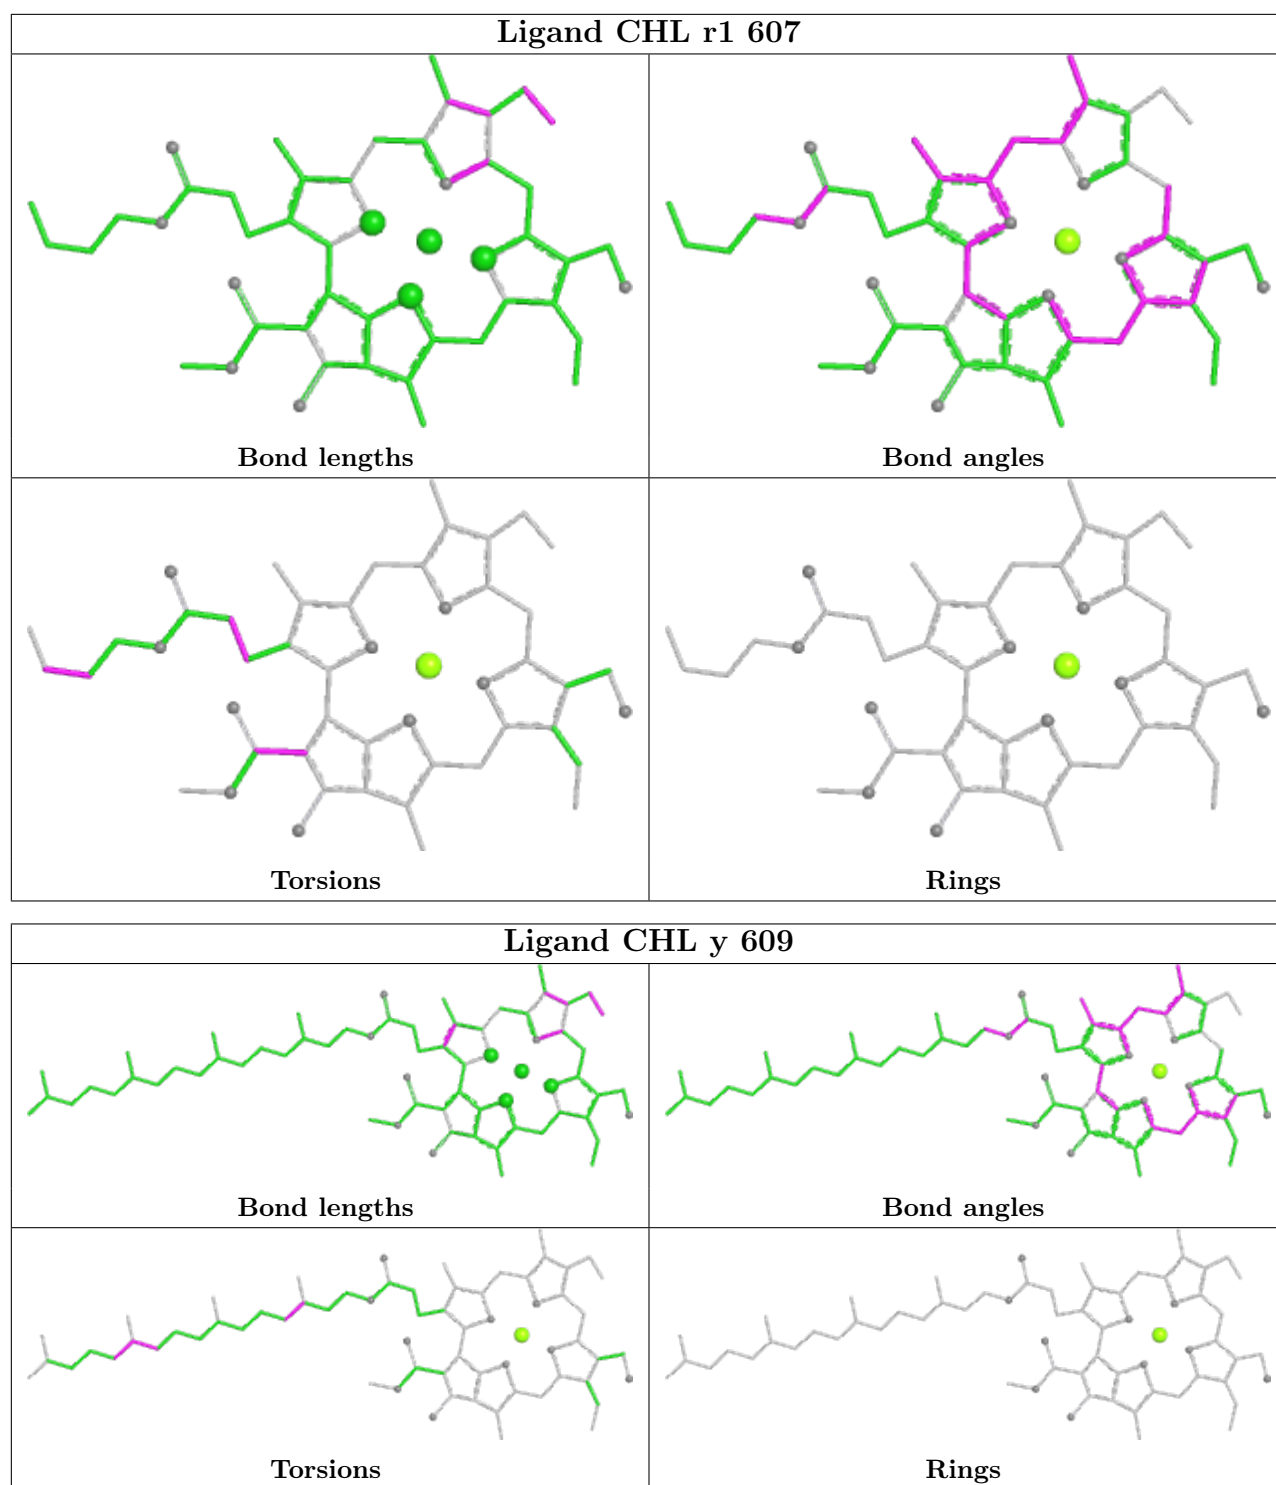 Ligand CHL r1 607
Bond lengths
Bond angles
Torsions
Rings
Ligand CHL y 609
Bond lengths
Bond angles
Torsions
Rings